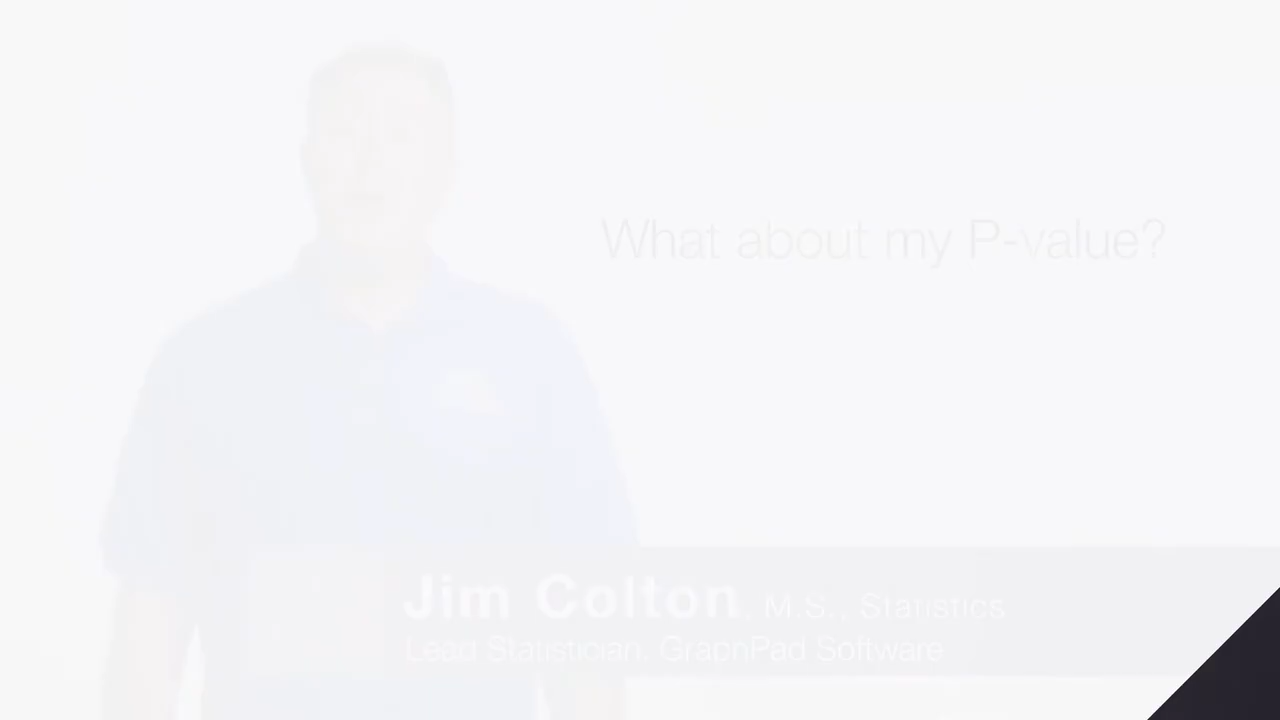 What about my P-value?
Jim Colton, M.S., Statistics
Lead Statistician, GraphPad Software